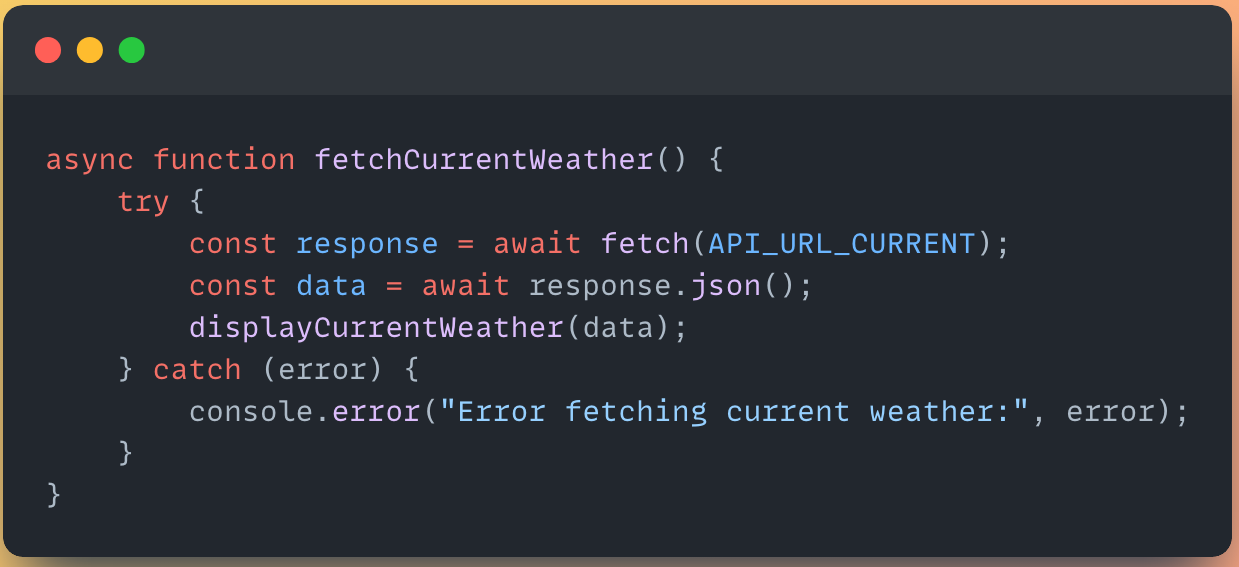 async function fetchCurrentWeather() {
    try {
        const response = await fetch(API_URL_CURRENT);
        const data = await response.json();
        displayCurrentWeather(data);
    } catch (error) {
        console.error("Error fetching current weather:", error);
    }
}